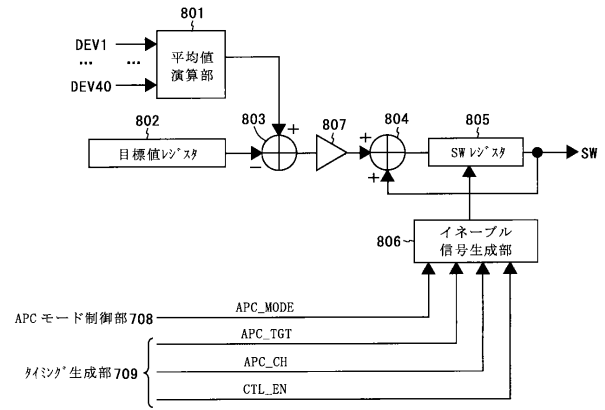 801
DEV1
平均値
演算部
… …
DEV40
802
803
807
804
805
目標値レジスタ
+
−
+
+
SWレジスタ
SW
806
イネーブル
信号生成部
APCモード制御部708
APC_MODE
APC_TGT
タイミング生成部709
APC_CH
CTL_EN